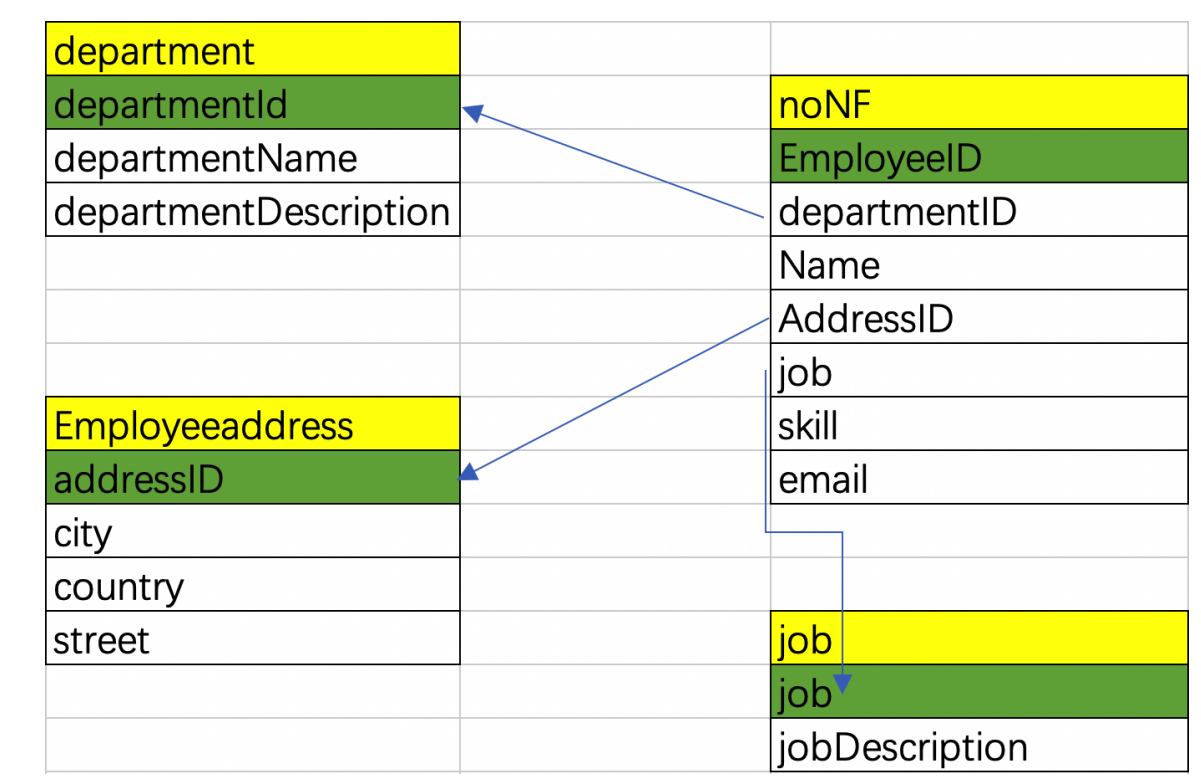 department
departmentId
departmentName
departmentDescription
noNF
EmployeeID
departmentID
Name
AddressID
job
skill
email
Employeeaddress
addressID
city
country
street
job
job
jobDescription